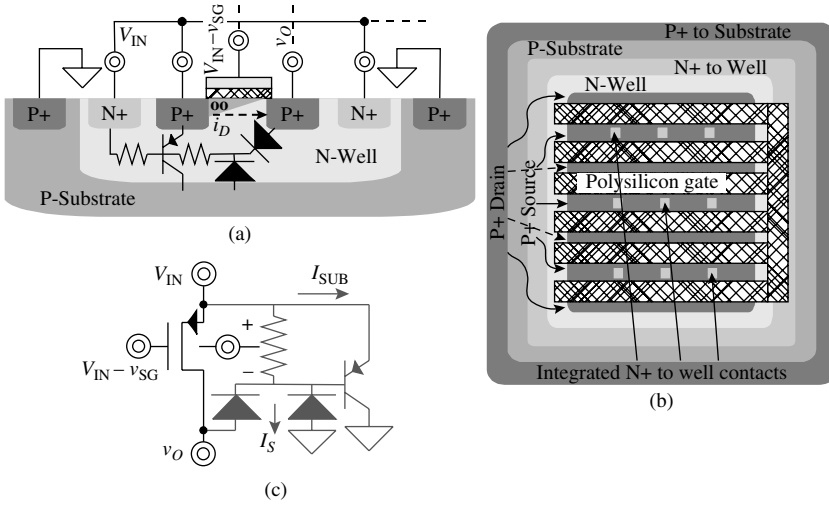 V_IN
V_IN−v_SG
v_O
P+
N+
P+
oo
i_D
P+
N+
P+
N-Well
P-Substrate
(a)
P+ to Substrate
P-Substrate
N+ to Well
N-Well
P+ Drain
P+ Source
Polysilicon gate
Integrated N+ to well contacts
(b)
V_IN
I_SUB
+
−
V_IN − v_SG
v_O
I_S
(c)